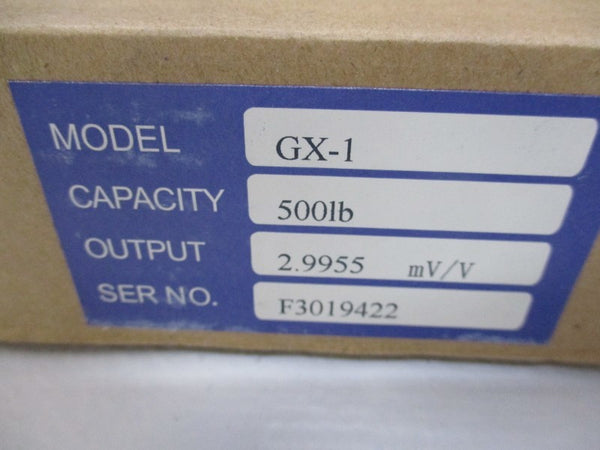 MODEL GX-1
CAPACITY 500lb
OUTPUT 2.9955 mV/V
SER NO. F3019422